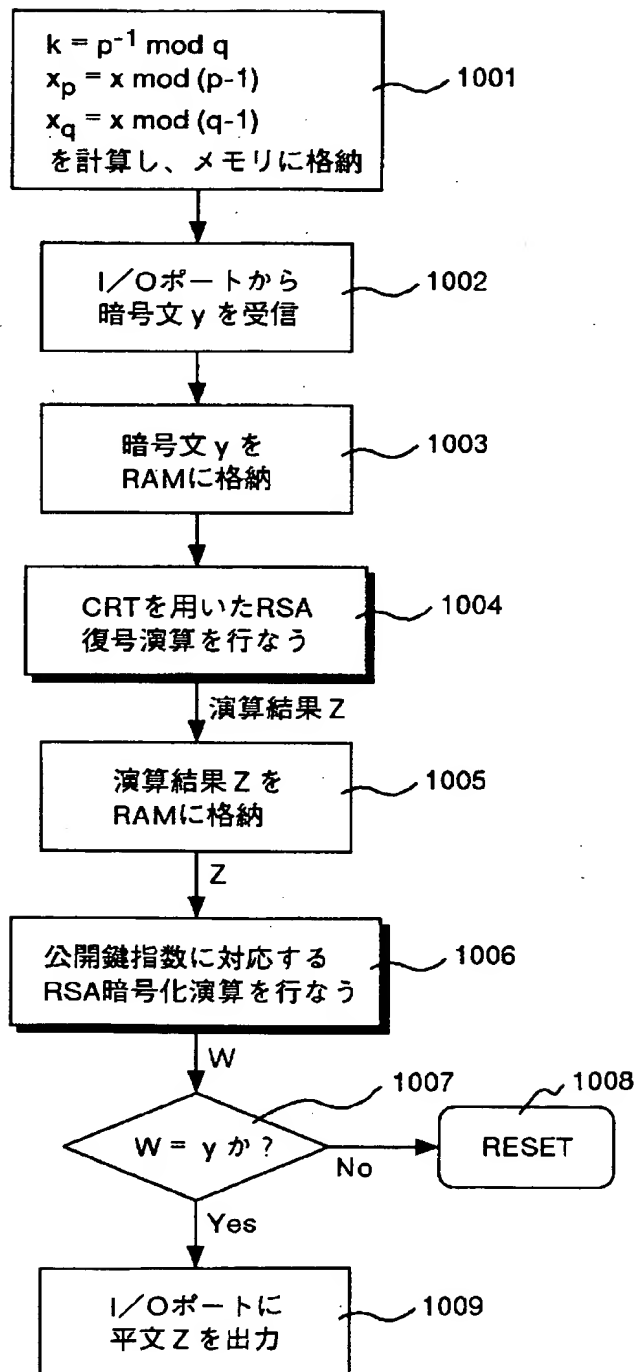 k = p⁻¹ mod q
xₚ = x mod (p-1)
x_q = x mod (q-1)
を計算し、メモリに格納
1001
I/Oポートから
暗号文 y を受信
1002
暗号文 y を
RAMに格納
1003
CRTを用いたRSA
復号演算を行なう
1004
演算結果 Z
演算結果 Z を
RAMに格納
1005
Z
公開鍵指数に対応する
RSA暗号化演算を行なう
1006
W
1007
W = y か?
No
1008
RESET
Yes
I/Oポートに
平文 Z を出力
1009